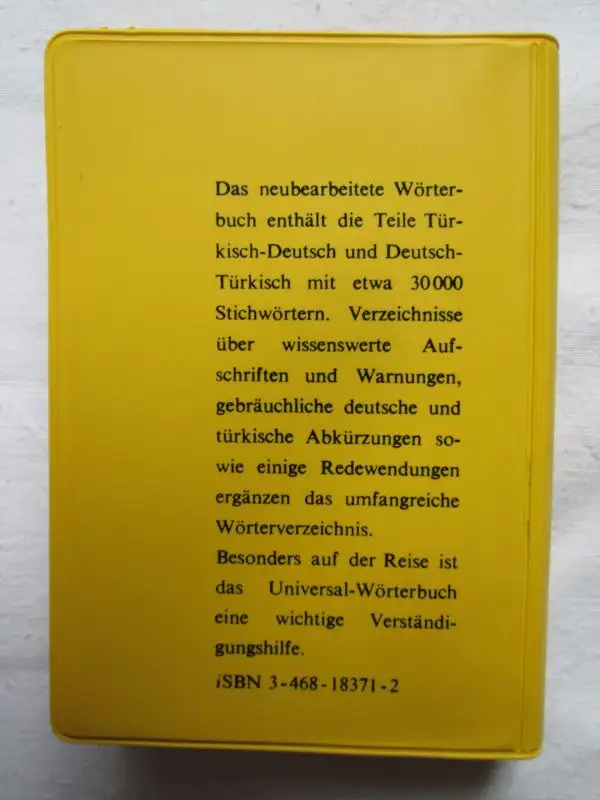 Das neubearbeitete Wörter-
buch enthält die Teile Tür-
kisch-Deutsch und Deutsch-
Türkisch mit etwa 30 000
Stichwörtern. Verzeichnisse
über wissenswerte Auf-
schriften und Warnungen,
gebräuchliche deutsche und
türkische Abkürzungen so-
wie einige Redewendungen
ergänzen das umfangreiche
Wörterverzeichnis.
Besonders auf der Reise ist
das Universal-Wörterbuch
eine wichtige Verständi-
gungshilfe.
ISBN 3-468-18371-2